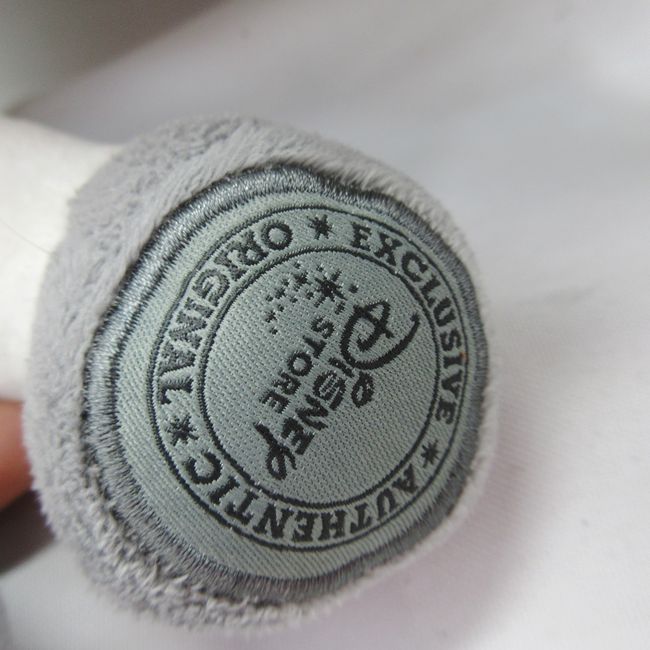 EXCLUSIVE * AUTHENTIC * ORIGINAL *
DISNEY
STORE